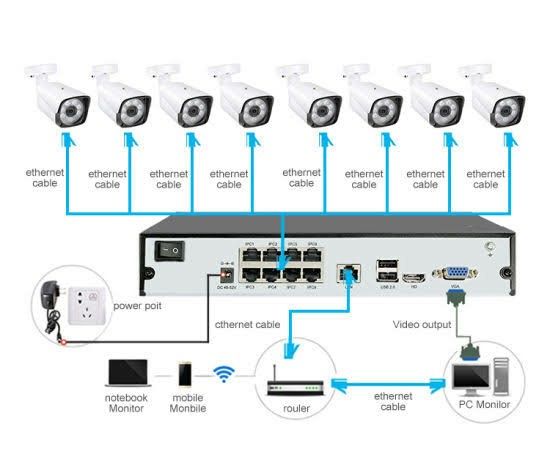 ethernet
cable
ethernet
cable
ethernet
cable
ethernet
cable
ethernet
cable
ethernet
cable
ethernet
cable
ethernet
cable
IPC1 IPC2 IPC5 IPC6
DC 48-52V IPC3 IPC4 IPC7 IPC8
LAN
USB 2.0
HD
VGA
power poit
cthernet cable
Video output
notebook
Monitor
mobile
Monbile
router
ethernet
cable
PC Monilor